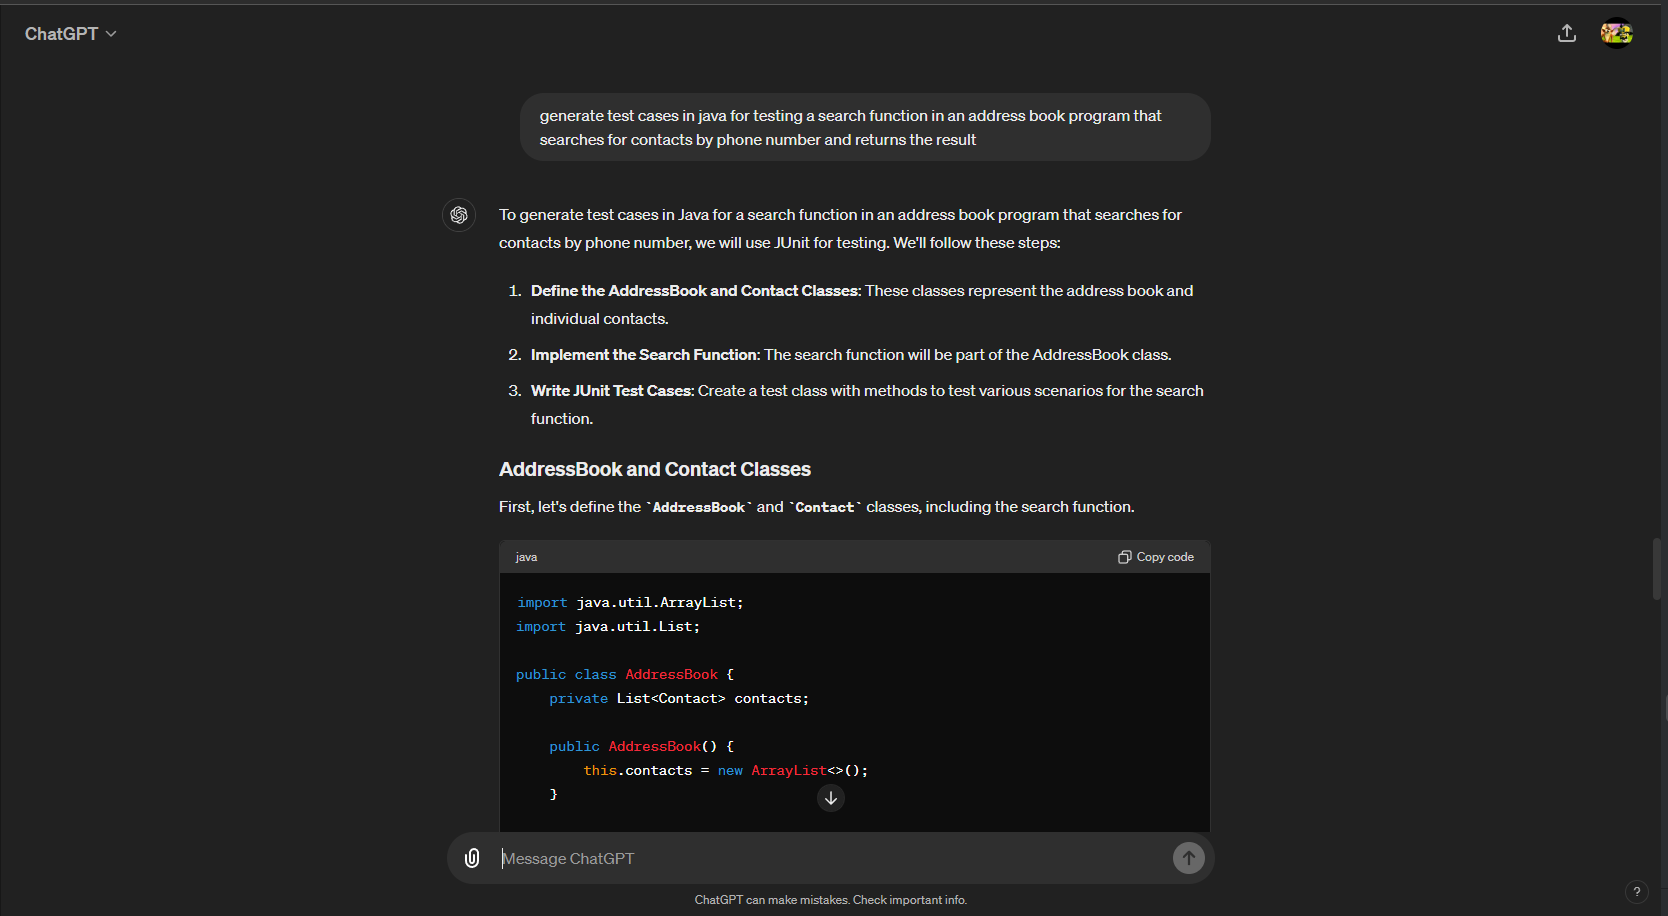 ChatGPT
generate test cases in java for testing a search function in an address book program that
searches for contacts by phone number and returns the result
To generate test cases in Java for a search function in an address book program that searches for
contacts by phone number, we will use JUnit for testing. We'll follow these steps:
1. Define the AddressBook and Contact Classes: These classes represent the address book and
individual contacts.
2. Implement the Search Function: The search function will be part of the AddressBook class.
3. Write JUnit Test Cases: Create a test class with methods to test various scenarios for the search
function.
AddressBook and Contact Classes
First, let's define the `AddressBook` and `Contact` classes, including the search function.
java
Copy code
import java.util.ArrayList;
import java.util.List;
public class AddressBook {
private List<Contact> contacts;
public AddressBook() {
this.contacts = new ArrayList<>();
}
Message ChatGPT
ChatGPT can make mistakes. Check important info.
?